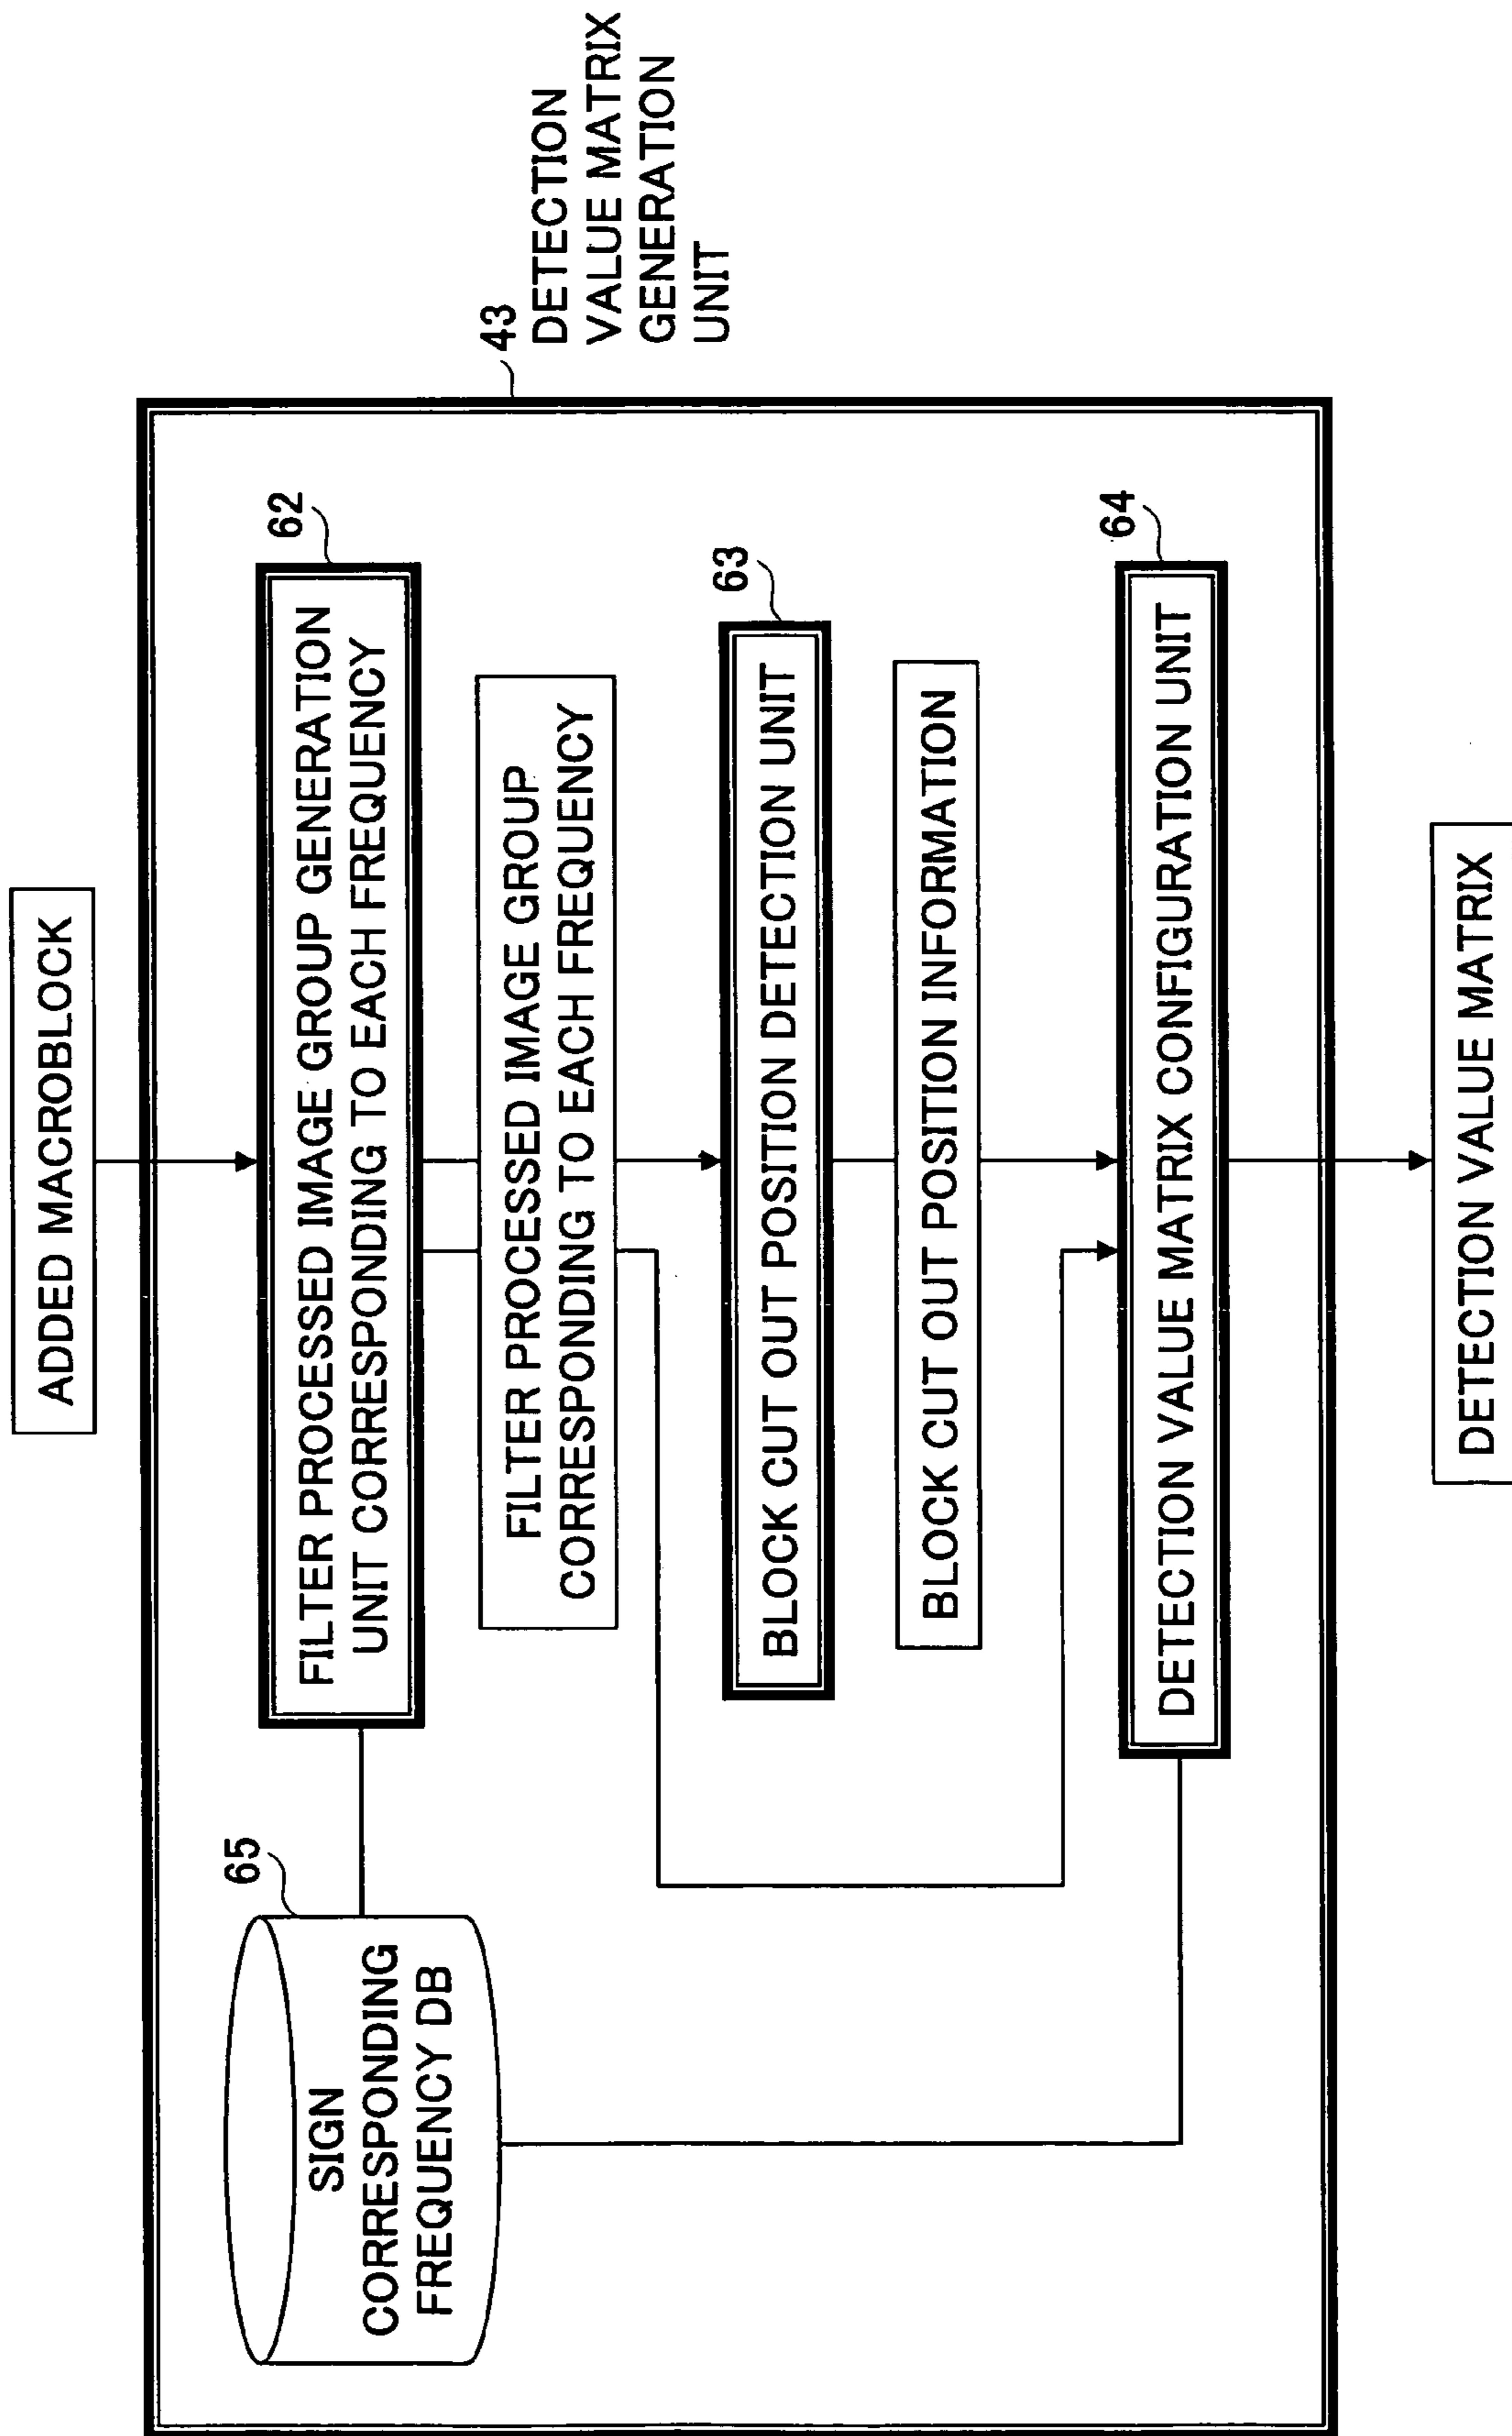 ADDED MACROBLOCK
43
DETECTION
VALUE MATRIX
GENERATION
UNIT
65
SIGN
CORRESPONDING
FREQUENCY DB
62
FILTER PROCESSED IMAGE GROUP GENERATION
UNIT CORRESPONDING TO EACH FREQUENCY
FILTER PROCESSED IMAGE GROUP
CORRESPONDING TO EACH FREQUENCY
63
BLOCK CUT OUT POSITION DETECTION UNIT
BLOCK CUT OUT POSITION INFORMATION
64
DETECTION VALUE MATRIX CONFIGURATION UNIT
DETECTION VALUE MATRIX